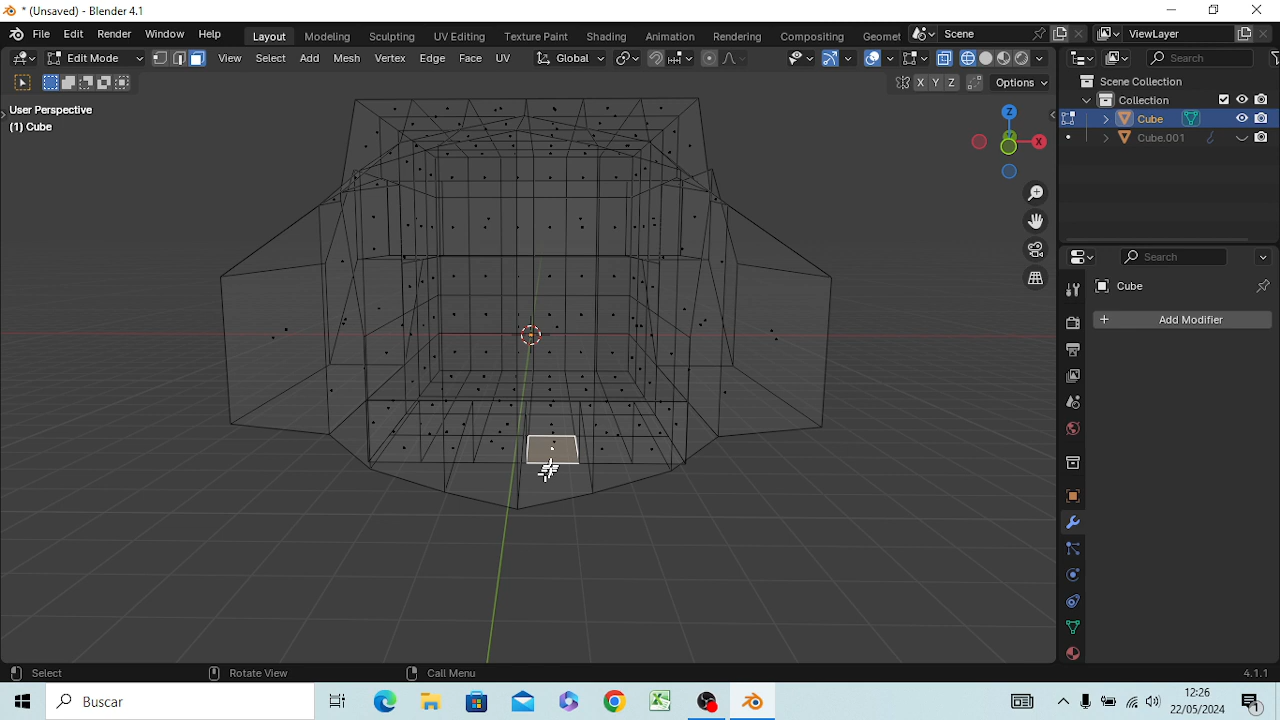 * (Unsaved) - Blender 4.1
File Edit Render Window Help Layout Modeling Sculpting UV Editing Texture Paint Shading Animation Rendering Compositing Geomet Scene ViewLayer
Edit Mode View Select Add Mesh Vertex Edge Face UV Global Search
X Y Z Options
User Perspective
(1) Cube
Z
X
Scene Collection
Collection
Cube
Cube.001
Search
Cube
Add Modifier
Select Rotate View Call Menu 4.1.1
Buscar
12:26
22/05/2024
1